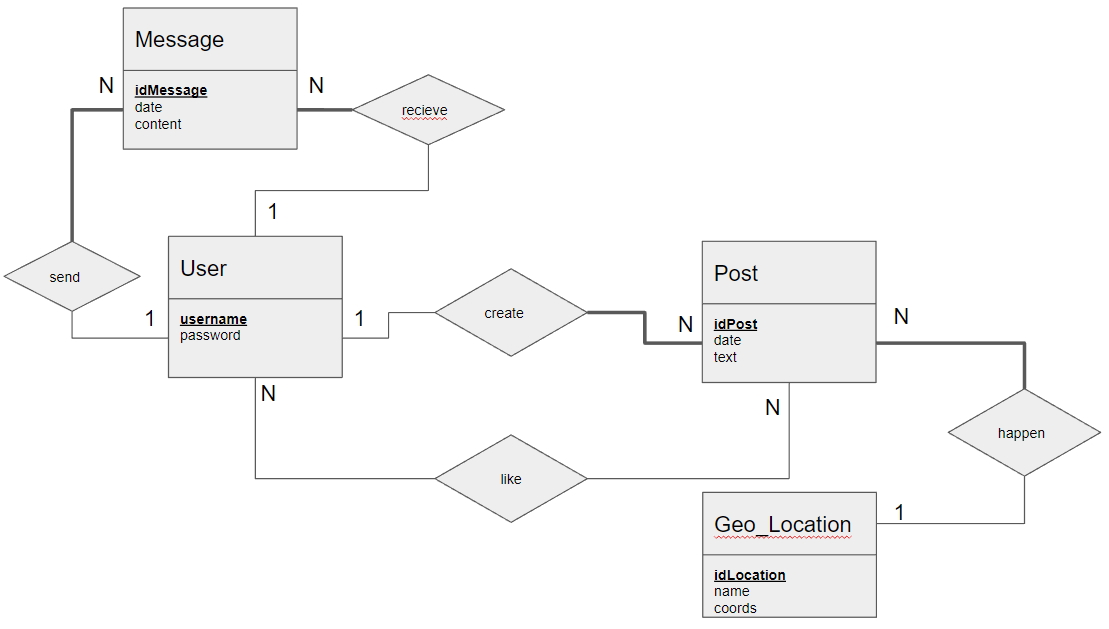 Message
N
N
idMessage
date
content
recieve
1
User
send
1
username
password
1
create
N
Post
idPost
date
text
N
N
N
happen
like
Geo_Location
1
idLocation
name
coords